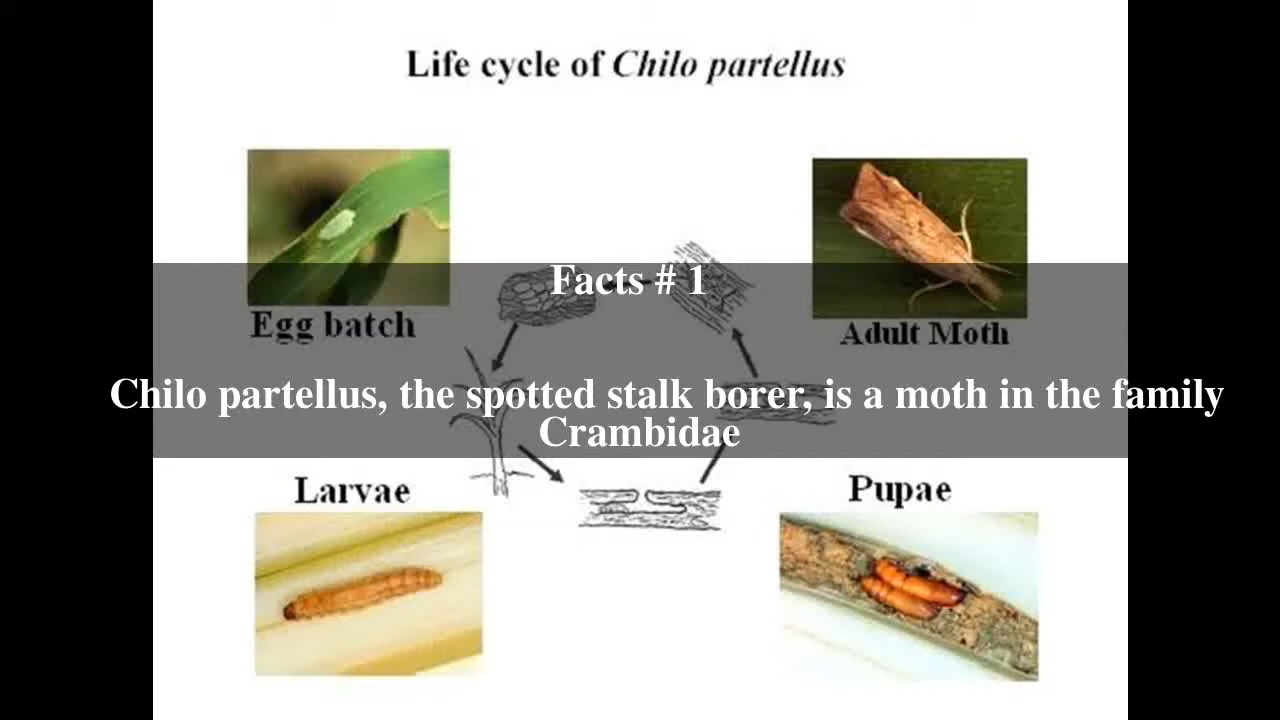 Life cycle of Chilo partellus
Facts # 1
Egg batch
Adult Moth
Chilo partellus, the spotted stalk borer, is a moth in the family
Crambidae
Larvae
Pupae